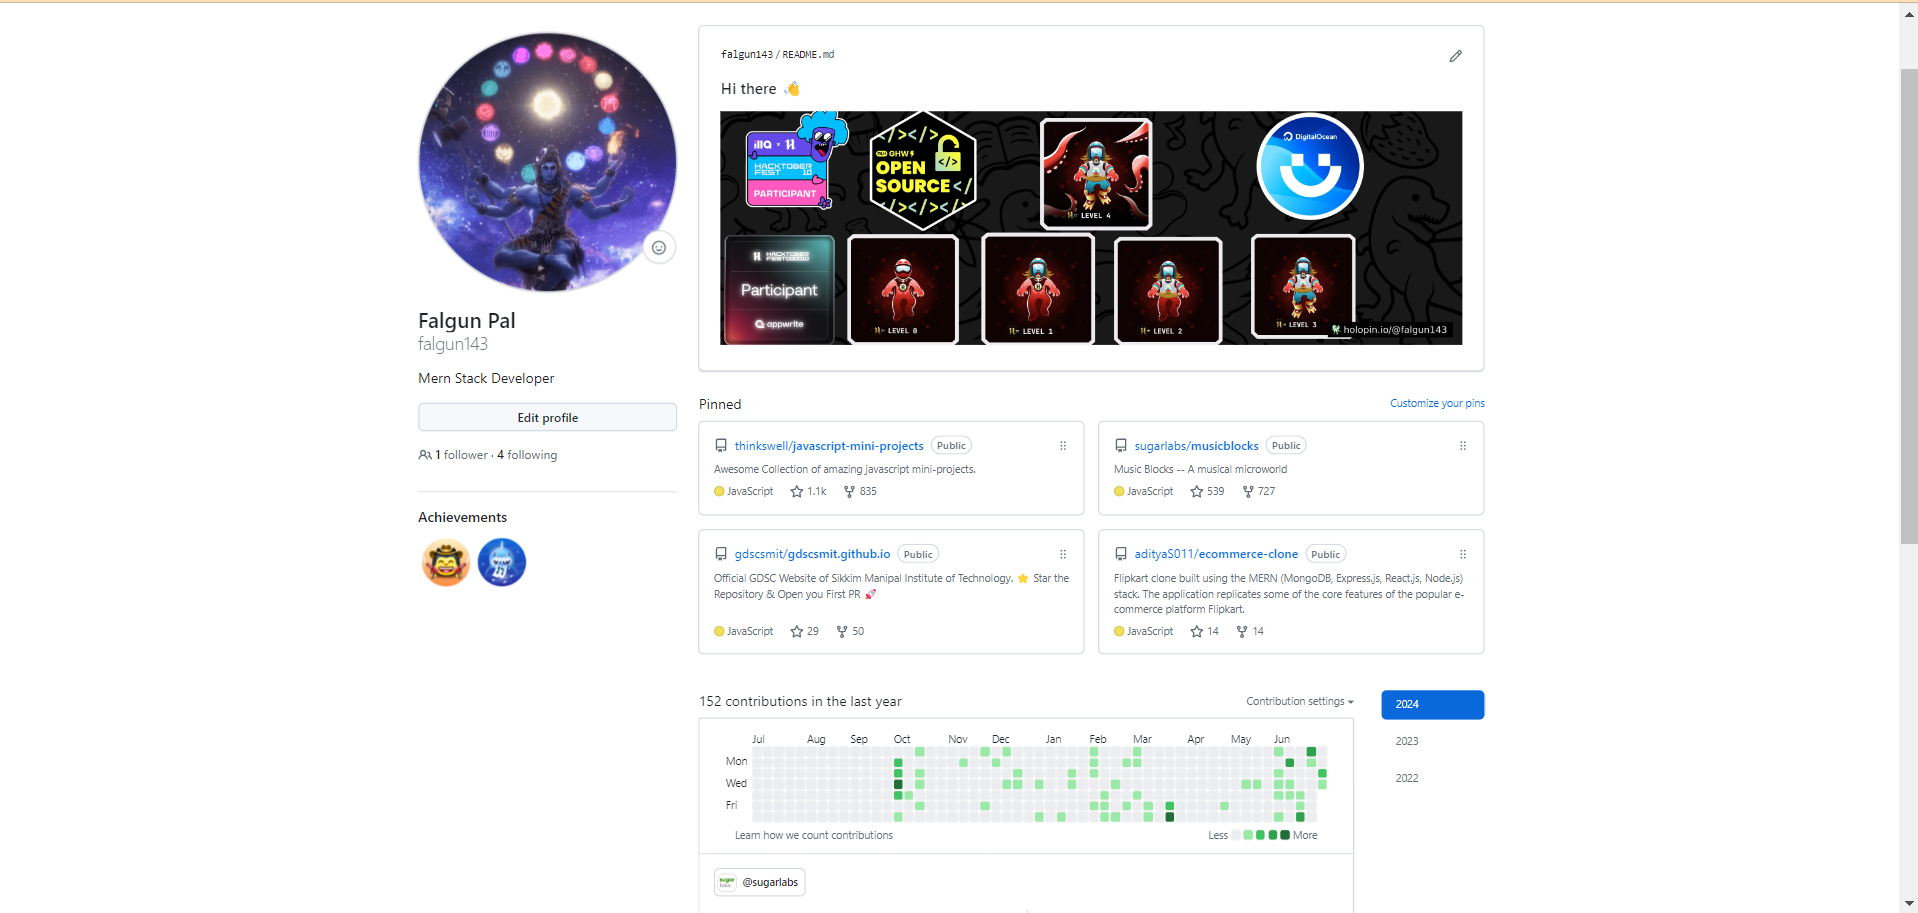 falgun143 / README.md
Hi there 👋
illa × H
HACKTOBER
FEST 10
PARTICIPANT
GHW
OPEN
SOURCE
LEVEL 4
DigitalOcean
HACKTOBER
Participant
appwrite
LEVEL 0
LEVEL 1
LEVEL 2
LEVEL 3
holopin.io/@falgun143
Falgun Pal
falgun143
Mern Stack Developer
Edit profile
1 follower · 4 following
Achievements
Pinned
Customize your pins
thinkswell/javascript-mini-projects Public
Awesome Collection of amazing javascript mini-projects.
JavaScript 1.1k 835
sugarlabs/musicblocks Public
Music Blocks -- A musical microworld
JavaScript 539 727
gdscsmit/gdscsmit.github.io Public
Official GDSC Website of Sikkim Manipal Institute of Technology. ⭐ Star the
Repository & Open you First PR 🚀
JavaScript 29 50
adityaS011/ecommerce-clone Public
Flipkart clone built using the MERN (MongoDB, Express.js, React.js, Node.js)
stack. The application replicates some of the core features of the popular e-
commerce platform Flipkart.
JavaScript 14 14
152 contributions in the last year
Contribution settings
2024
2023
2022
Jul Aug Sep Oct Nov Dec Jan Feb Mar Apr May Jun
Mon
Wed
Fri
Learn how we count contributions
Less More
sugar labs @sugarlabs